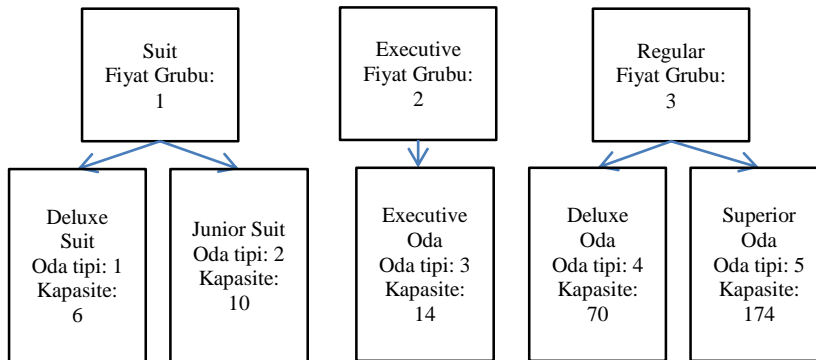 Suit
Fiyat Grubu:
1
Executive
Fiyat Grubu:
2
Regular
Fiyat Grubu:
3
Deluxe
Suit
Oda tipi: 1
Kapasite:
6
Junior Suit
Oda tipi: 2
Kapasite:
10
Executive
Oda
Oda tipi: 3
Kapasite:
14
Deluxe
Oda
Oda tipi: 4
Kapasite:
70
Superior
Oda
Oda tipi: 5
Kapasite:
174